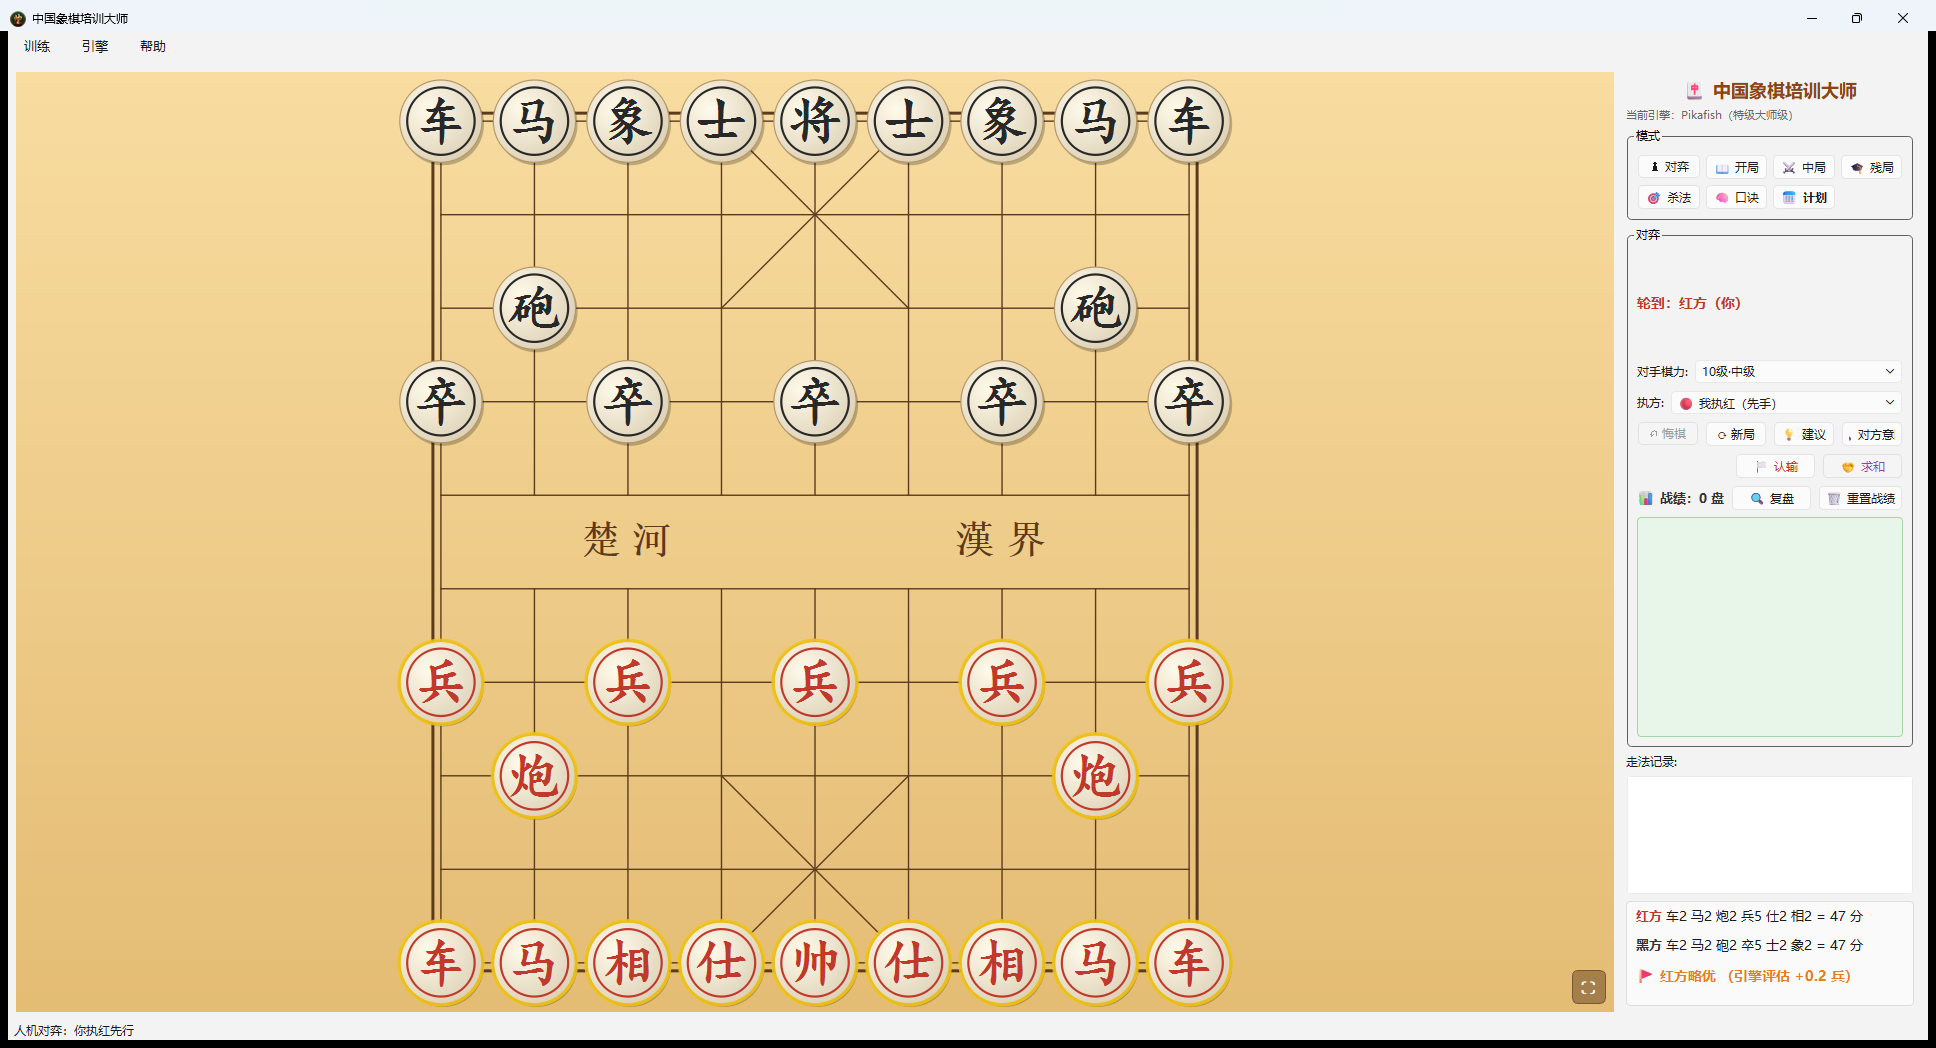 中国象棋培训大师
训练 引擎 帮助
车 马 象 士 将 士 象 马 车
砲 砲
卒 卒 卒 卒 卒
楚河 漢界
兵 兵 兵 兵 兵
炮 炮
车 马 相 仕 帅 仕 相 马 车
中国象棋培训大师
当前引擎：Pikafish（特级大师级）
模式
对弈 开局 中局 残局
杀法 口诀 计划
对弈
轮到：红方（你）
对手棋力: 10级·中级
执方: 我执红（先手）
悔棋 新局 建议 对方意
认输 求和
战绩：0 盘 复盘 重置战绩
走法记录:
红方 车2 马2 炮2 兵5 仕2 相2 = 47 分
黑方 车2 马2 砲2 卒5 士2 象2 = 47 分
红方略优 （引擎评估 +0.2 兵）
人机对弈：你执红先行